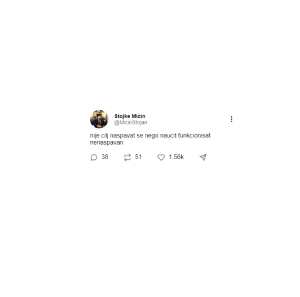 Stojke Mićin
@MicinStojan
nije cilj naspavat se nego naucit funkcionisat
nenaspavan
38 51 1.56k